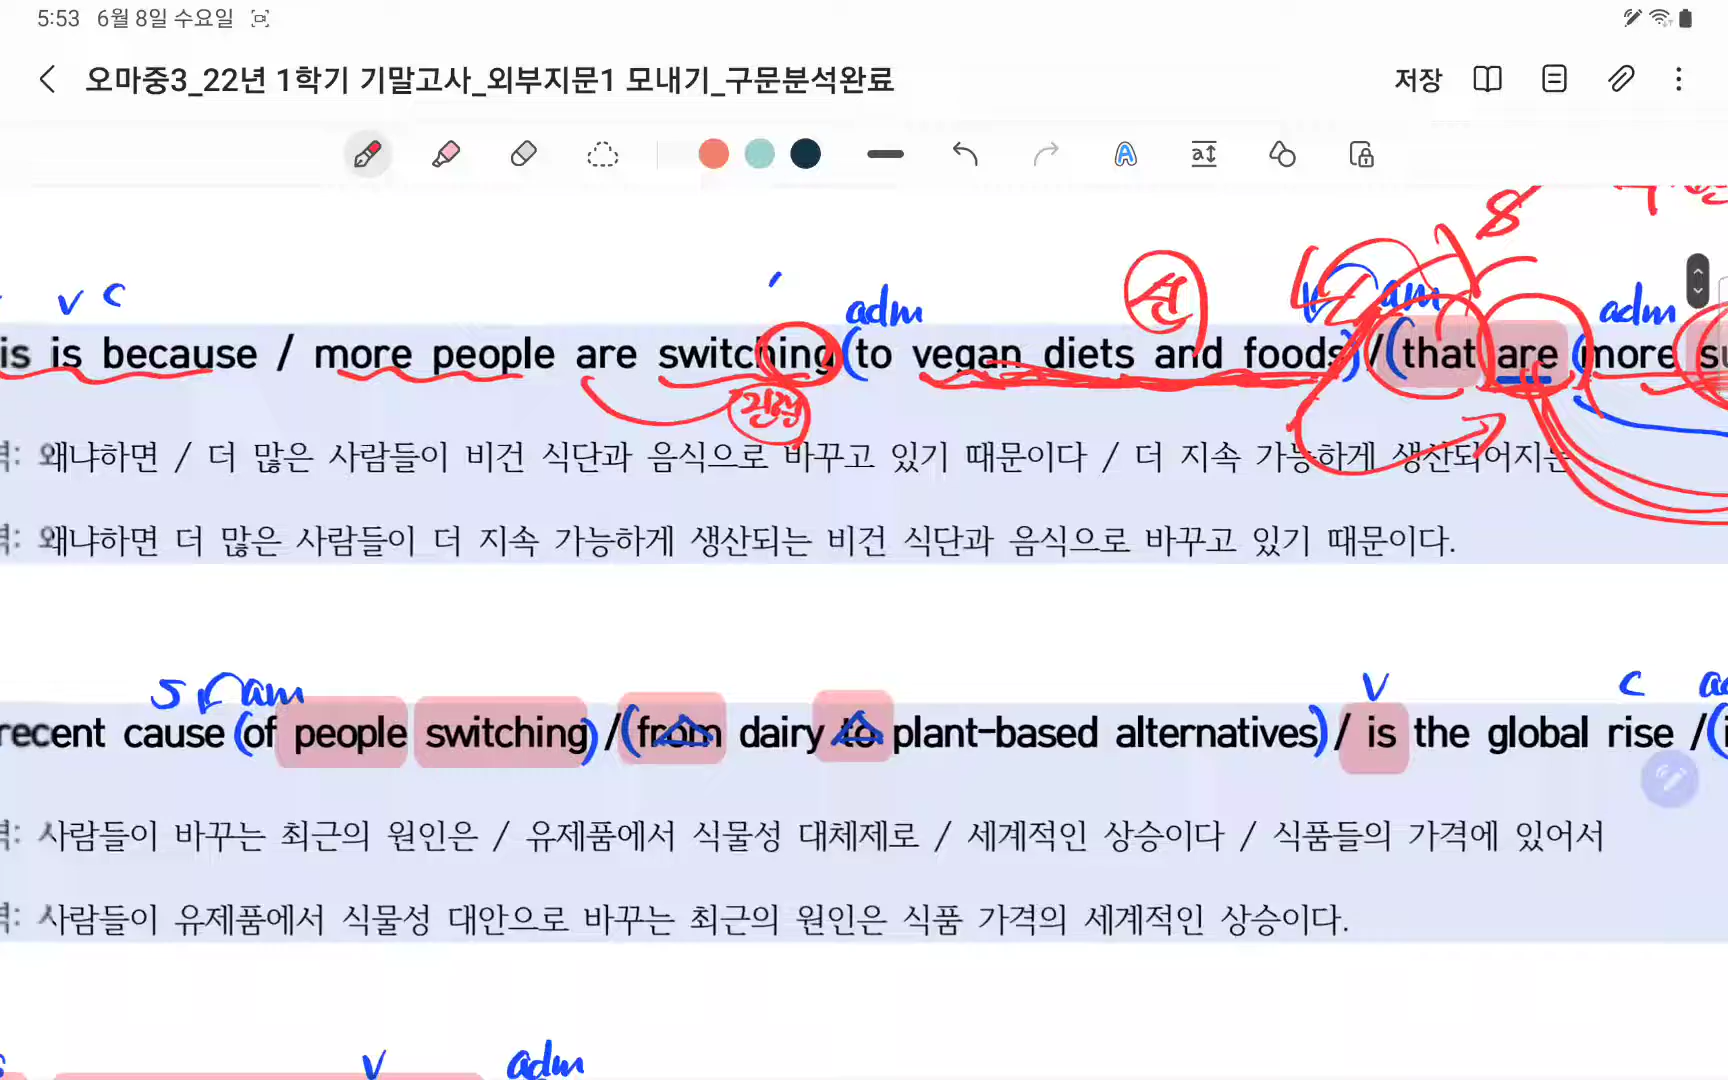 5:53 6월 8일 수요일
오마중3_22년 1학기 기말고사_외부지문1 모내기_구문분석완료
저장
8
v c adm 선 v am adm
is is because / more people are switching (to vegan diets and foods) / (that are (more su
진행
역: 왜냐하면 / 더 많은 사람들이 비건 식단과 음식으로 바꾸고 있기 때문이다 / 더 지속 가능하게 생산되어지는
역: 왜냐하면 더 많은 사람들이 더 지속 가능하게 생산되는 비건 식단과 음식으로 바꾸고 있기 때문이다.
s am v c ad
recent cause (of people switching) / (from dairy to plant-based alternatives) / is the global rise / (i
역: 사람들이 바꾸는 최근의 원인은 / 유제품에서 식물성 대체제로 / 세계적인 상승이다 / 식품들의 가격에 있어서
역: 사람들이 유제품에서 식물성 대안으로 바꾸는 최근의 원인은 식품 가격의 세계적인 상승이다.
s v adm